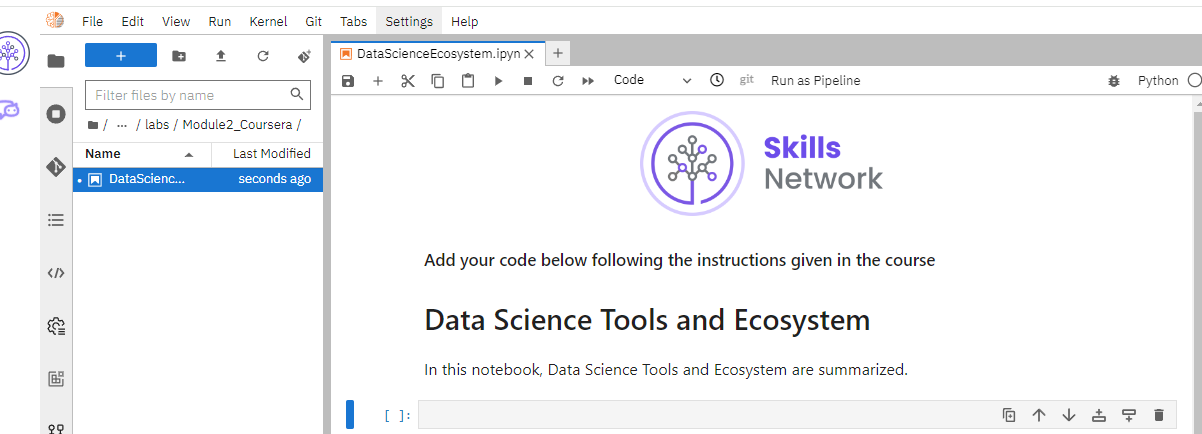 File Edit View Run Kernel Git Tabs Settings Help
DataScienceEcosystem.ipyn
Code
git
Run as Pipeline
Python
Filter files by name
/ ... / labs / Module2_Coursera /
Name Last Modified
DataScienc... seconds ago
Skills
Network
Add your code below following the instructions given in the course
Data Science Tools and Ecosystem
In this notebook, Data Science Tools and Ecosystem are summarized.
[ ]: